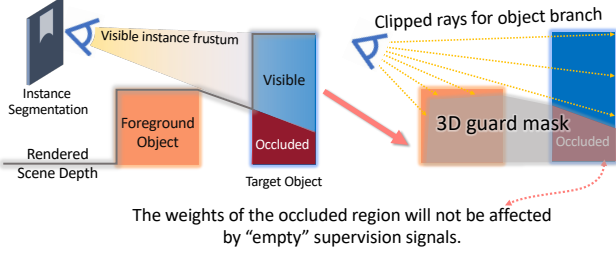 Visible instance frustum
Instance
Segmentation
Visible
Foreground
Object
Occluded
Rendered
Scene Depth
Target Object
Clipped rays for object branch
3D guard mask
Occluded
The weights of the occluded region will not be affected
by “empty” supervision signals.